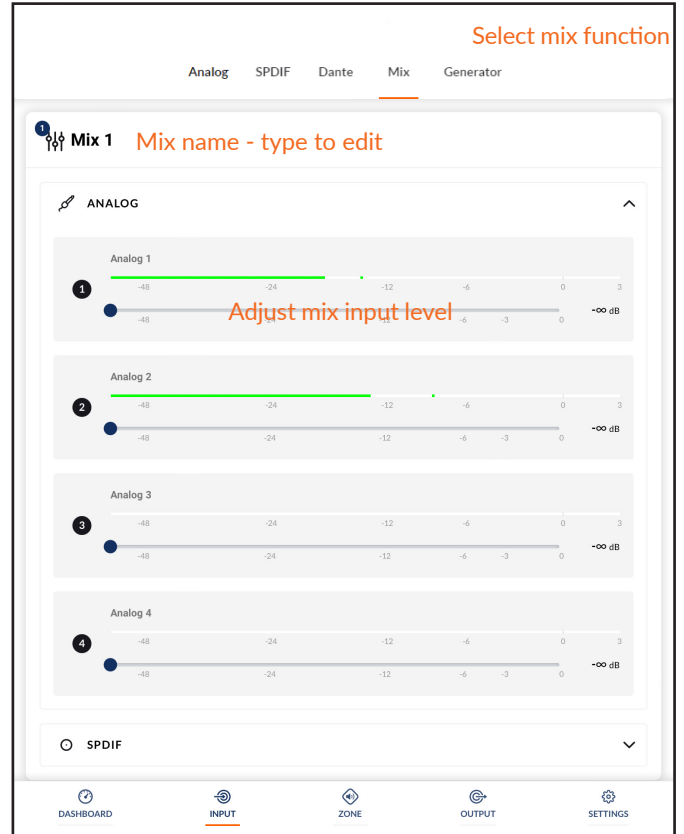 Select mix function
Analog SPDIF Dante Mix Generator
1
Mix 1 Mix name - type to edit
ANALOG
Analog 1
1
-48 -24 -12 -6 0 3
Adjust mix input level
-48 -24 -12 -6 -3 0 -∞ dB
Analog 2
2
-48 -24 -12 -6 0 3
-48 -24 -12 -6 -3 0 -∞ dB
Analog 3
3
-48 -24 -12 -6 0 3
-48 -24 -12 -6 -3 0 -∞ dB
Analog 4
4
-48 -24 -12 -6 0 3
-48 -24 -12 -6 -3 0 -∞ dB
SPDIF
DASHBOARD INPUT ZONE OUTPUT SETTINGS